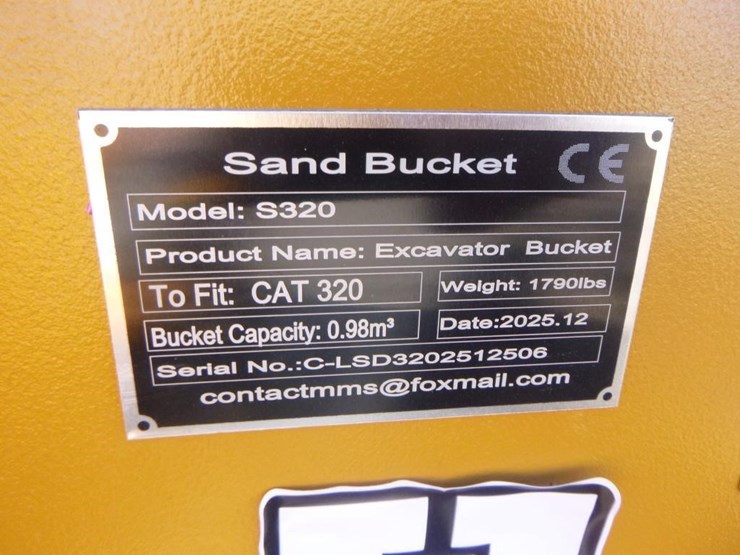 Sand Bucket CE
Model: S320
Product Name: Excavator Bucket
To Fit: CAT 320
Weight: 1790lbs
Bucket Capacity: 0.98m³
Date:2025.12
Serial No.:C-LSD3202512506
contactmms@foxmail.com